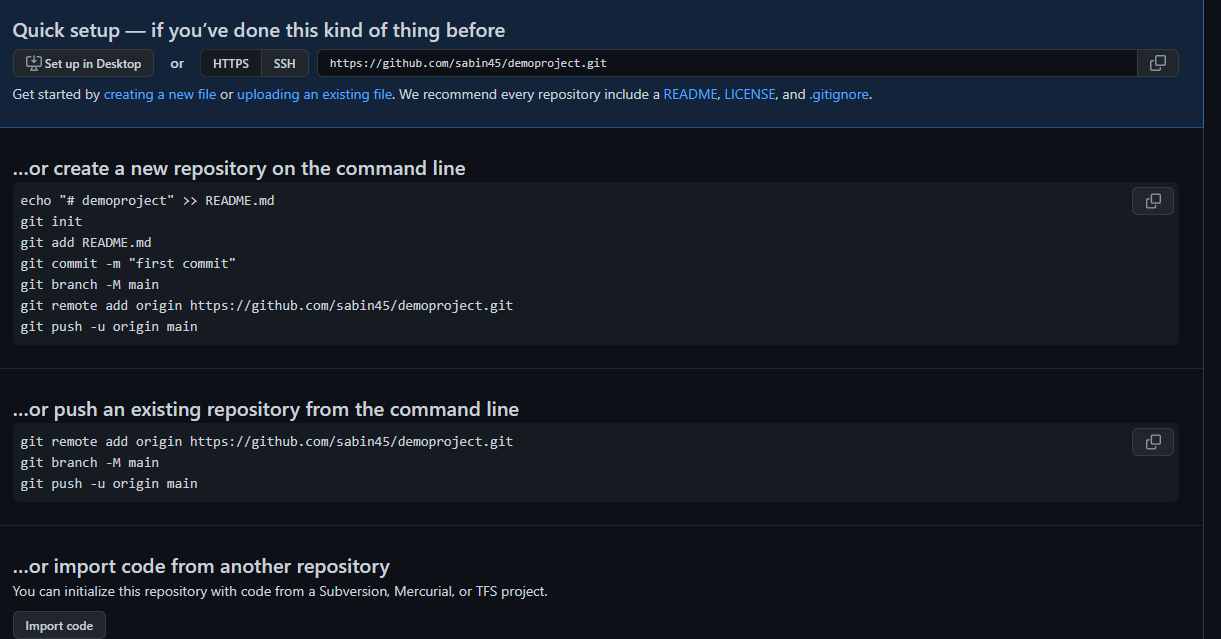 Quick setup — if you’ve done this kind of thing before
Set up in Desktop or HTTPS SSH https://github.com/sabin45/demoproject.git
Get started by creating a new file or uploading an existing file. We recommend every repository include a README, LICENSE, and .gitignore.
…or create a new repository on the command line
echo "# demoproject" >> README.md
git init
git add README.md
git commit -m "first commit"
git branch -M main
git remote add origin https://github.com/sabin45/demoproject.git
git push -u origin main
…or push an existing repository from the command line
git remote add origin https://github.com/sabin45/demoproject.git
git branch -M main
git push -u origin main
…or import code from another repository
You can initialize this repository with code from a Subversion, Mercurial, or TFS project.
Import code